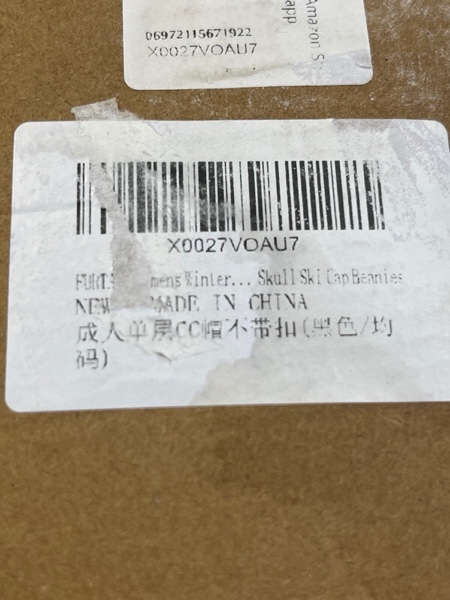 Amazon S
app
06972115671922
X0027VOAU7
X0027VOAU7
Winter... Skull Ski Cap Beanies
MADE IN CHINA
成人单层CC帽不带扣(黑色/均
码)